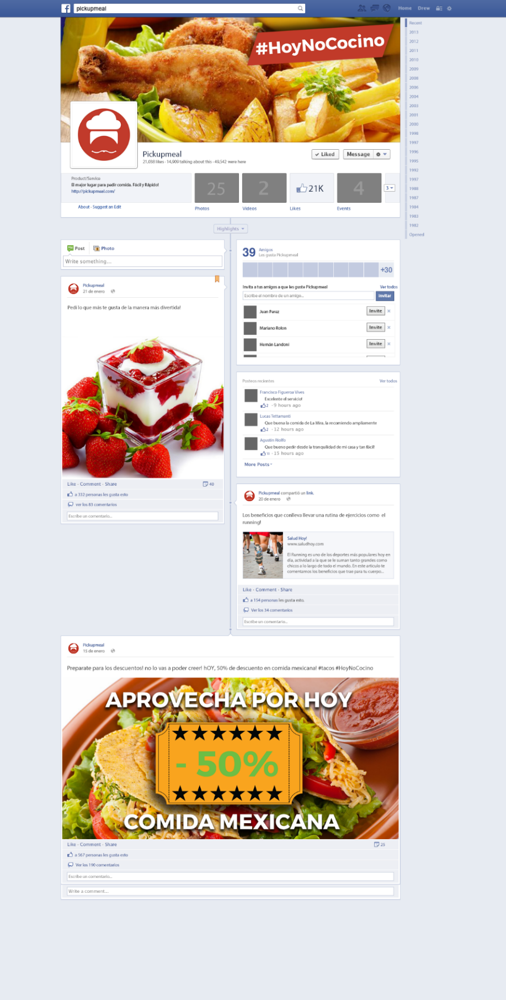 pickupmeal
Home Drew
#HoyNoCocino
Pickupmeal
21,038 likes · 14,909 talking about this · 49,542 were here
Liked
Message
Product/Service
El mejor lugar para pedir comida. Fácil y Rápido!
http://pickupmeal.com/
About - Suggest an Edit
25
Photos
2
Videos
21K
Likes
4
Events
3
Recent
2013
2012
2011
2010
2009
2008
2006
2004
2003
2001
2000
1998
1997
1996
1995
1992
1997
1988
1987
1984
1983
1982
Opened
Highlights
Post Photo
Write something...
Pickupmeal
21 de enero
Pedi lo que más te gusta de la manera más divertida!
Like · Comment · Share 40
a 332 personas les gusta esto
ver los 83 comentarios
Escribe un comentario...
39 Amigos
Les gusta Pickupmeal
+30
Invita a tus amigos a que les guste Pickupmeal Ver todos
Escribe el nombre de un amigo... Invitar
Juan Perez Invite
Mariano Rolon Invite
Hernán Landoni Invite
Posteos recientes Ver todos
Francisco Figueroa Vives
Excelente el servicio!
2 · 9 hours ago
Lucas Tettamanti
Que buena la comida de La Mira, la recomiendo ampliamente
2 · 12 hours ago
Agustin Riolfo
Que bueno pedir desde la tranquilidad de mi casa y tan fácil!
10 · 15 hours ago
More Posts
Pickupmeal compartió un link.
20 de enero
Los beneficios que conlleva llevar una rutina de ejercicios como el
running!
Salud Hoy!
www.saludhoy.com
El Running es uno de los deportes más populares hoy en
día, actividad a la que se le suman tanto grandes como
chicos a lo largo de todo el mundo. En este articulo te
comentamos los beneficios que trae para tu cuerpo...
Like · Comment · Share
a 154 personas les gusta esto.
Ver los 34 comentarios
Escribe un comentario...
Pickupmeal
15 de enero
Preparate para los descuentos! no lo vas a poder creer! hOY, 50% de descuento en comida mexicana! #tacos #HoyNoCocino
APROVECHA POR HOY
- 50%
COMIDA MEXICANA
Like · Comment · Share 25
a 567 personas les gusta esto
Ver los 190 comentarios
Escribe un comentario...
Write a comment...